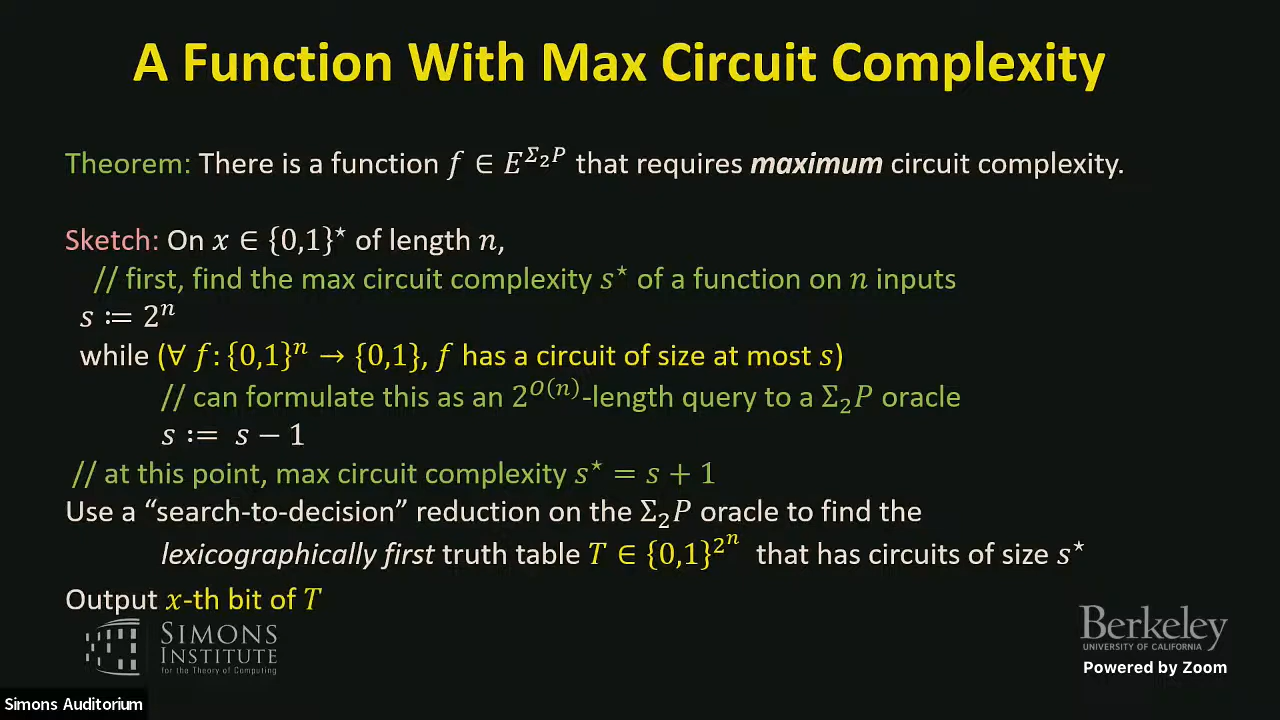 A Function With Max Circuit Complexity
Theorem: There is a function f ∈ E^{Σ₂P} that requires maximum circuit complexity.
Sketch: On x ∈ {0,1}^⋆ of length n,
// first, find the max circuit complexity s^⋆ of a function on n inputs
s ≔ 2^n
while (∀ f: {0,1}^n → {0,1}, f has a circuit of size at most s)
// can formulate this as an 2^{O(n)}-length query to a Σ₂P oracle
s ≔ s − 1
// at this point, max circuit complexity s^⋆ = s + 1
Use a “search-to-decision” reduction on the Σ₂P oracle to find the
lexicographically first truth table T ∈ {0,1}^{2^n} that has circuits of size s^⋆
Output x-th bit of T
SIMONS
INSTITUTE
for the Theory of Computing
Berkeley
UNIVERSITY OF CALIFORNIA
Powered by Zoom
Simons Auditorium